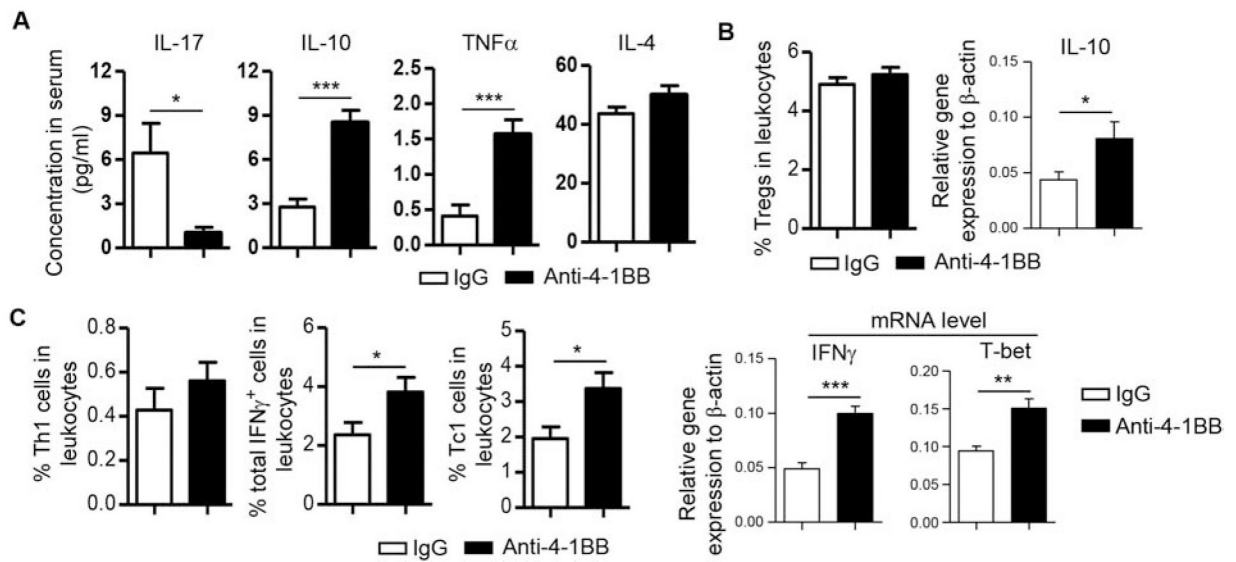 A
IL-17
IL-10
TNFα
IL-4
Concentration in serum
(pg/ml)
12
9
6
3
0
*
12
9
6
3
0
***
2.5
2.0
1.5
1.0
0.5
0.0
***
60
40
20
0
IgG
Anti-4-1BB
B
% Tregs in leukocytes
6
4
2
0
IL-10
Relative gene
expression to β-actin
0.15
0.10
0.05
0.00
*
IgG
Anti-4-1BB
C
% Th1 cells in
leukocytes
0.8
0.6
0.4
0.2
0.0
% total IFNγ+ cells in
leukocytes
6
4
2
0
*
% Tc1 cells in
leukocytes
5
4
3
2
1
0
*
IgG
Anti-4-1BB
mRNA level
IFNγ
T-bet
Relative gene
expression to β-actin
0.15
0.10
0.05
0.00
***
0.20
0.15
0.10
0.05
0.00
**
IgG
Anti-4-1BB